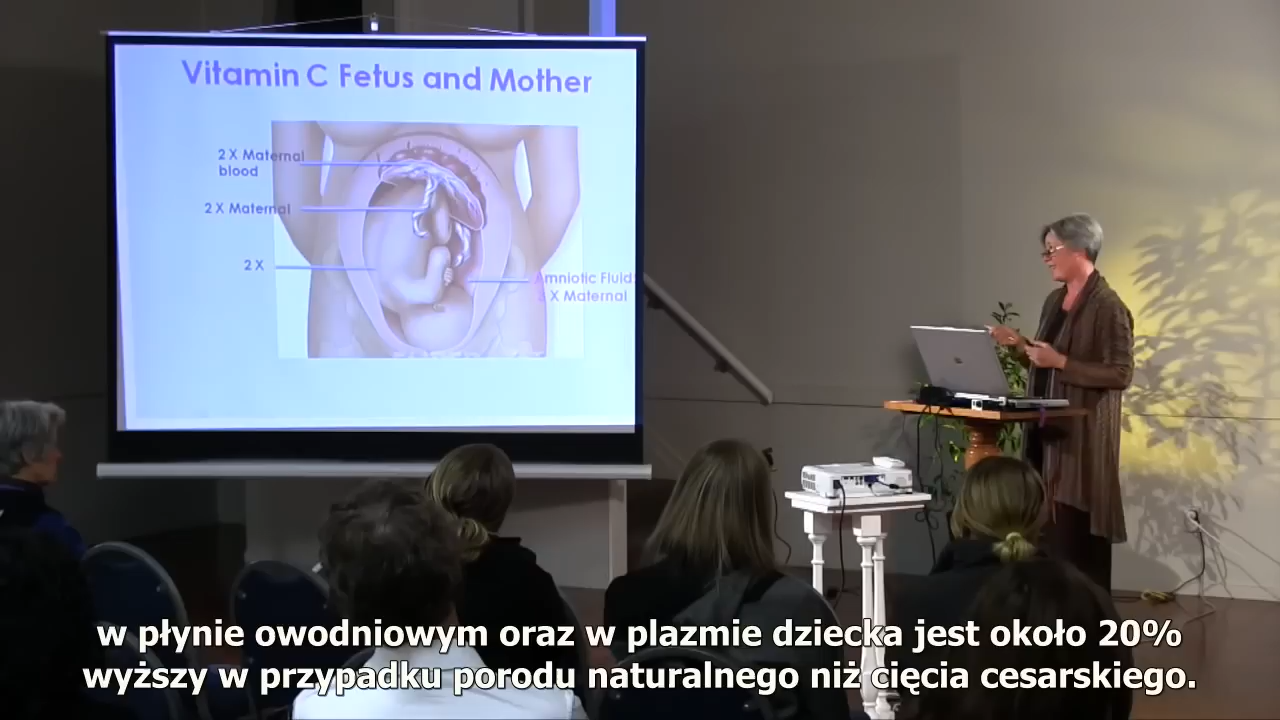 Vitamin C Fetus and Mother
2 X Maternal
blood
2 X Maternal
2 X
Amniotic Fluid:
X Maternal
w płynie owodniowym oraz w plazmie dziecka jest około 20%
wyższy w przypadku porodu naturalnego niż cięcia cesarskiego.